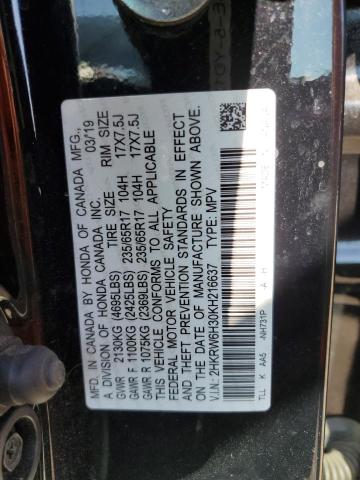 MFD. IN CANADA BY HONDA OF CANADA MFG.,
A DIVISION OF HONDA CANADA INC. 03/19
TIRE SIZE RIM SIZE
GVWR 2130KG (4695LBS)
GAWR F 1100KG (2425LBS) 235/65R17 104H 17X7.5J
GAWR R 1075KG (2369LBS) 235/65R17 104H 17X7.5J
THIS VEHICLE CONFORMS TO ALL APPLICABLE
FEDERAL MOTOR VEHICLE SAFETY
AND THEFT PREVENTION STANDARDS IN EFFECT
ON THE DATE OF MANUFACTURE SHOWN ABOVE.
V.I.N.: 2HKRW6H30KH216637 TYPE: MPV
TLL K AA5 -NH731P A H